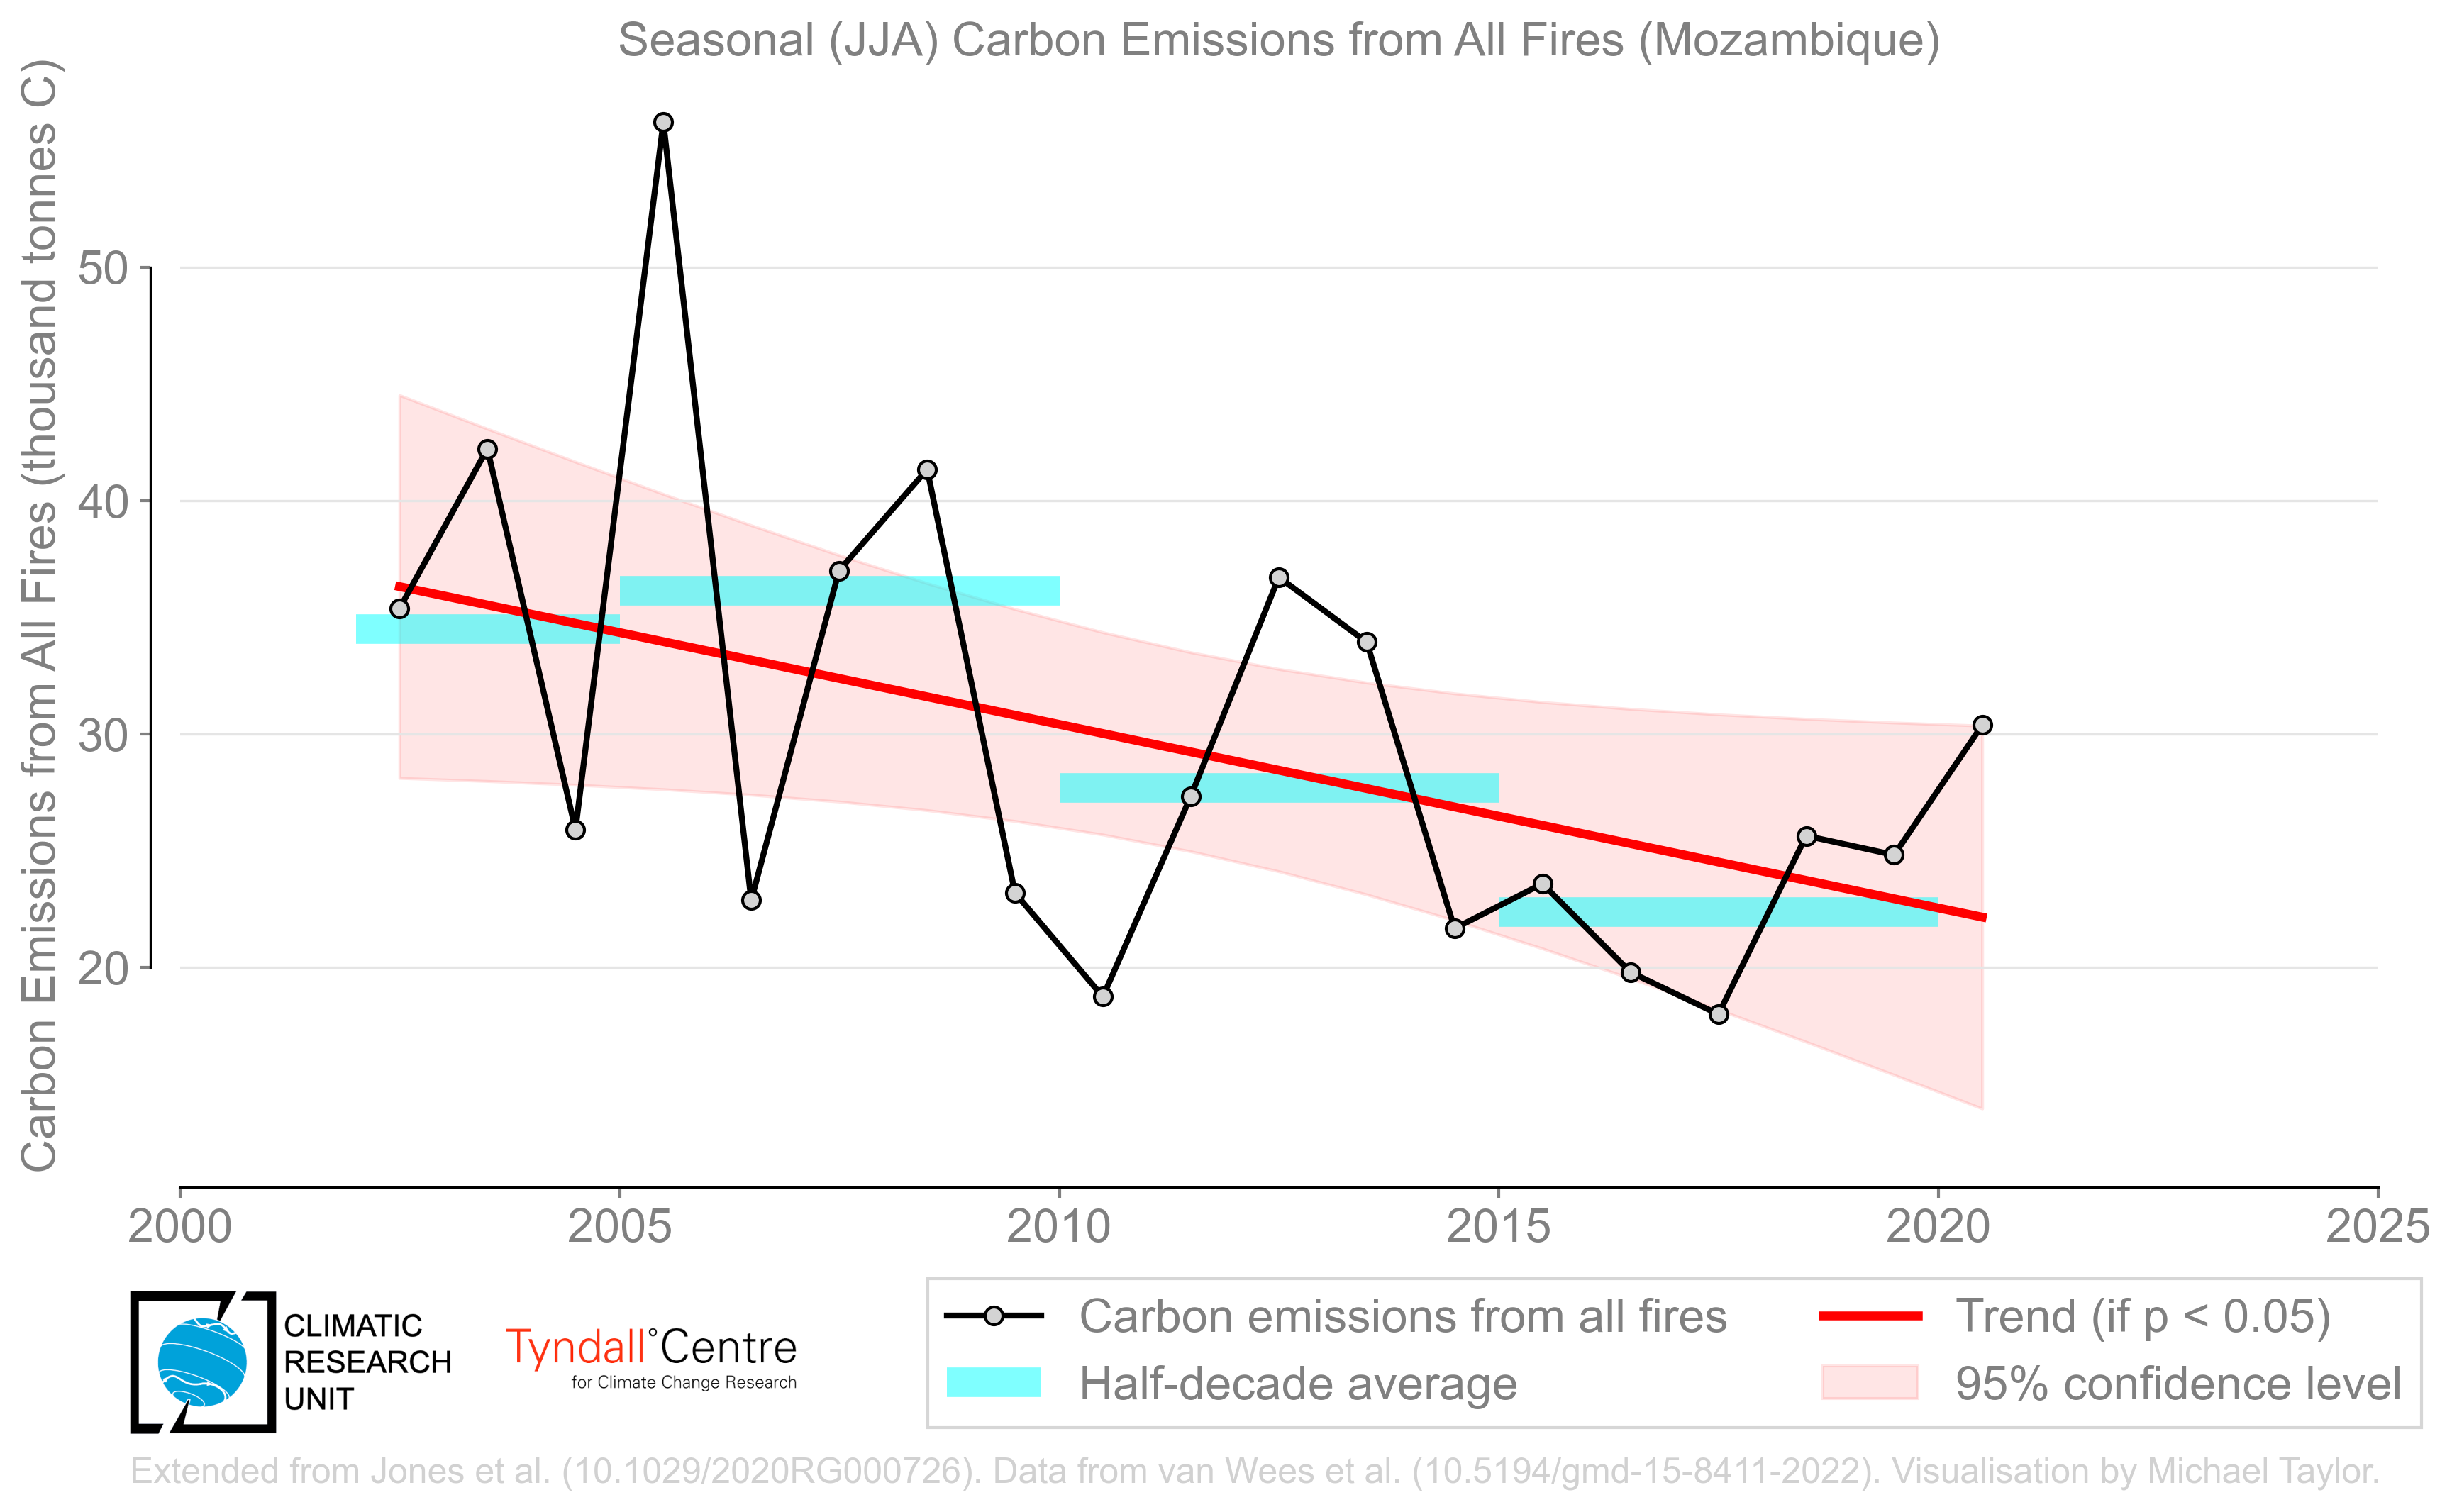 Seasonal (JJA) Carbon Emissions from All Fires (Mozambique)
Carbon Emissions from All Fires (thousand tonnes C)
50
40
30
20
2000 2005 2010 2015 2020 2025
CLIMATIC
RESEARCH
UNIT
Tyndall°Centre
for Climate Change Research
Carbon emissions from all fires
Half-decade average
Trend (if p < 0.05)
95% confidence level
Extended from Jones et al. (10.1029/2020RG000726). Data from van Wees et al. (10.5194/gmd-15-8411-2022). Visualisation by Michael Taylor.